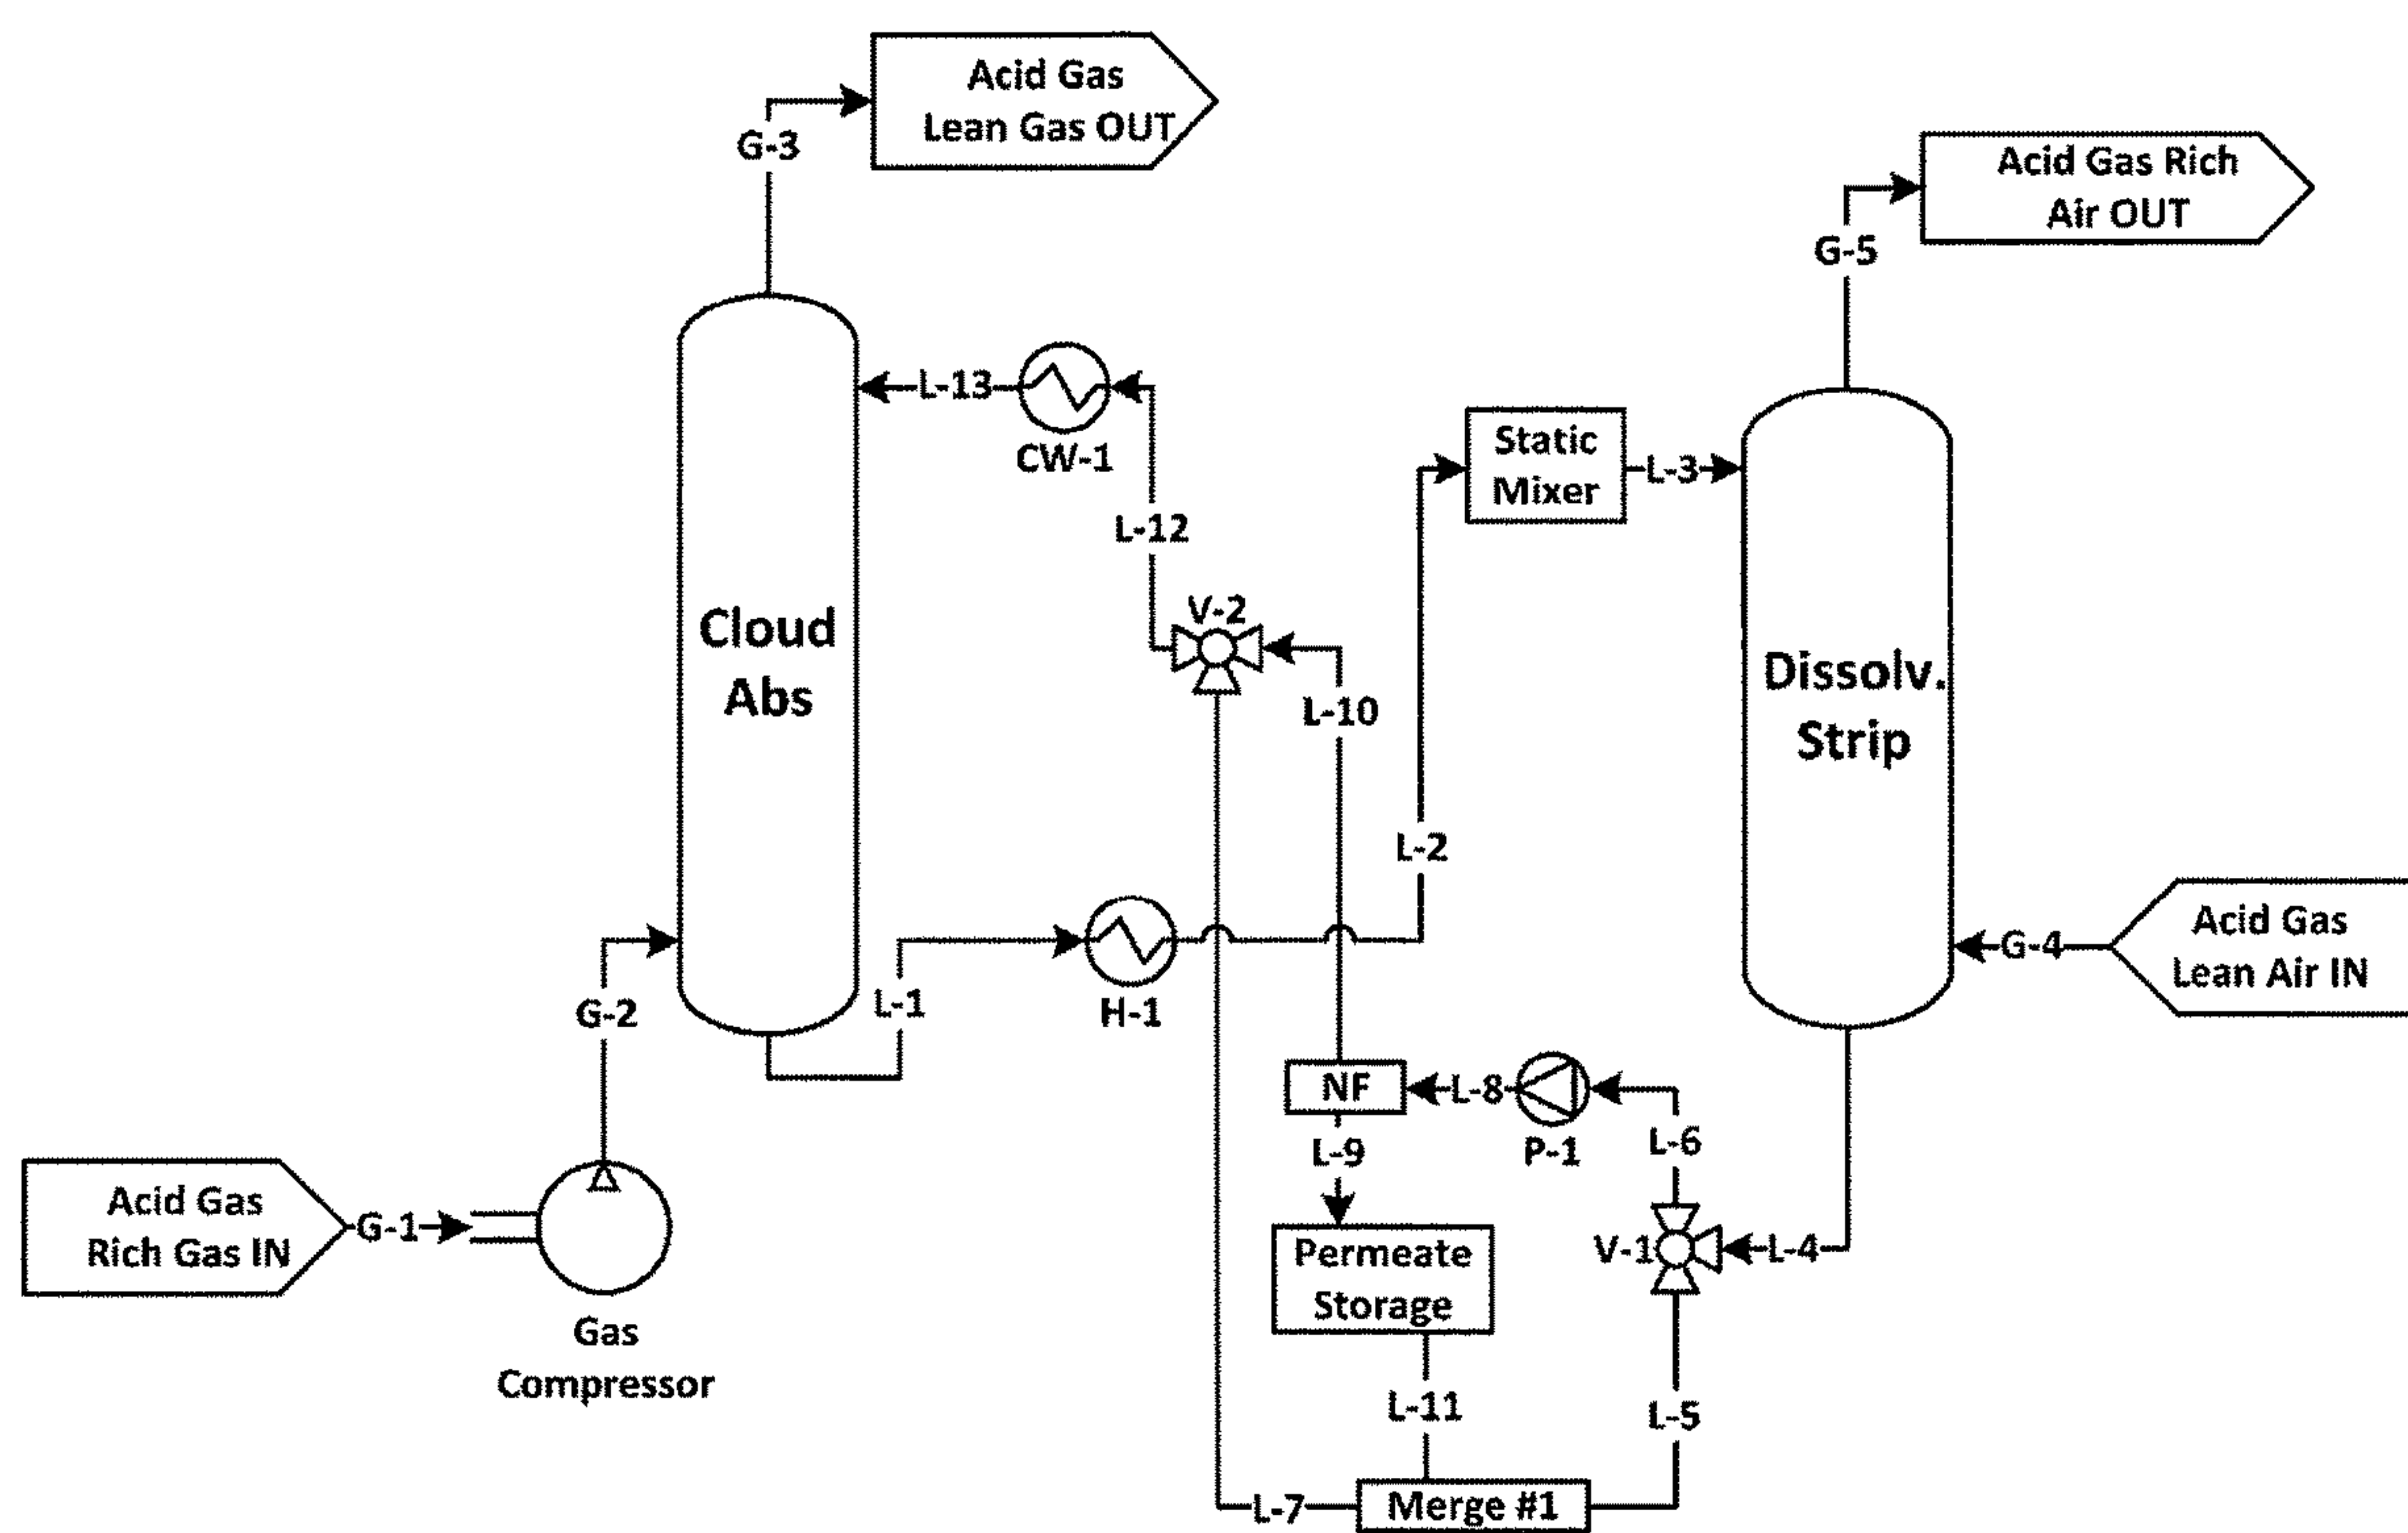 Acid Gas
Lean Gas OUT
G-3
Acid Gas Rich
Air OUT
G-5
L-13
CW-1
Static
Mixer
L-3
L-12
V-2
Cloud
Abs
L-10
Dissolv.
Strip
L-2
Acid Gas
Lean Air IN
G-4
G-2
L-1
H-1
NF
L-8
P-1
L-6
L-9
Acid Gas
Rich Gas IN
G-1
Permeate
Storage
V-1
L-4
Gas
Compressor
L-11
L-5
L-7
Merge #1